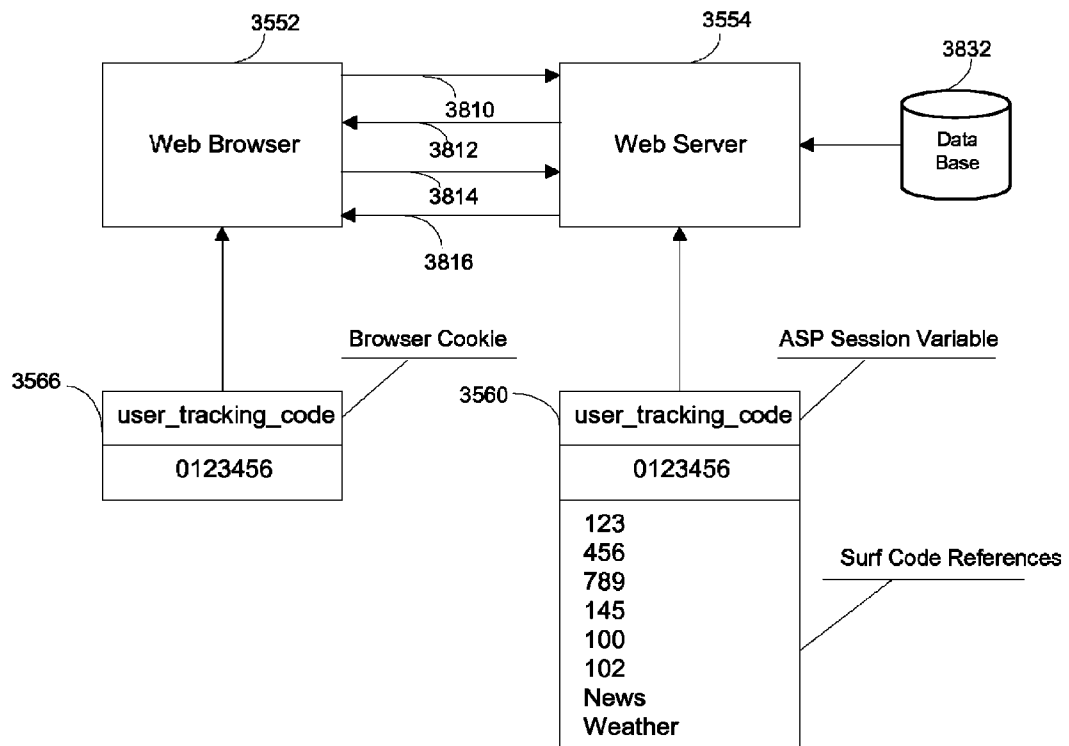 3552
3554
3832
3810
Web Browser
3812
Web Server
Data
Base
3814
3816
Browser Cookie
ASP Session Variable
3566
3560
user_tracking_code
user_tracking_code
0123456
0123456
123
456
789
145
100
102
News
Weather
Surf Code References